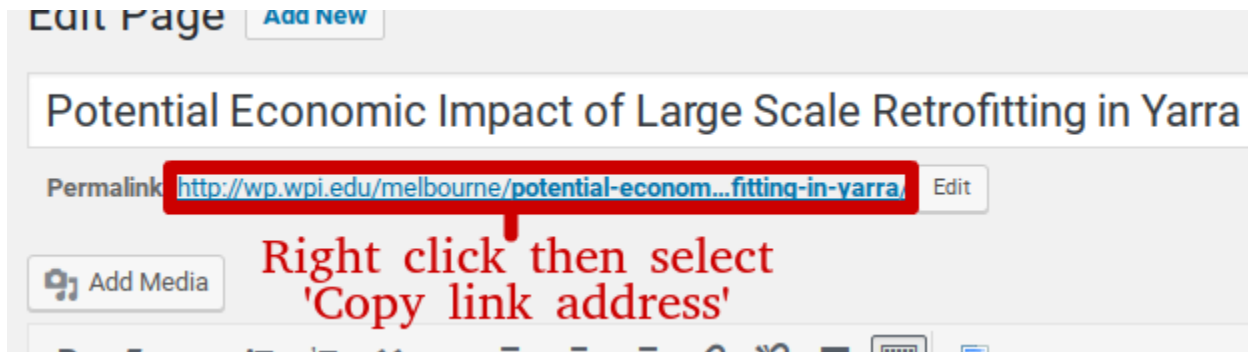 Edit Page Add New
Potential Economic Impact of Large Scale Retrofitting in Yarra
Permalink http://wp.wpi.edu/melbourne/potential-econom...fitting-in-yarra/ Edit
Right click then select
'Copy link address'
Add Media